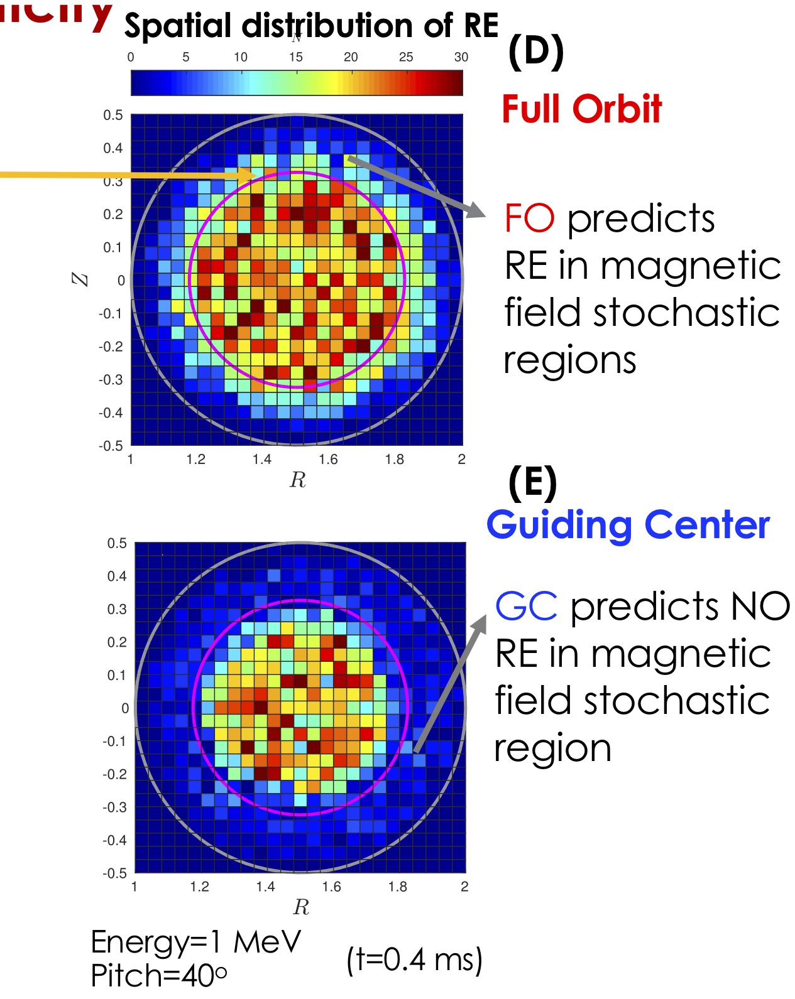 Spatial distribution of RE
N
0 5 10 15 20 25 30
(D)
Full Orbit
0.5
0.4
0.3
0.2
0.1
0
-0.1
-0.2
-0.3
-0.4
-0.5
Z
1 1.2 1.4 1.6 1.8 2
R
FO predicts
RE in magnetic
field stochastic
regions
(E)
Guiding Center
0.5
0.4
0.3
0.2
0.1
0
-0.1
-0.2
-0.3
-0.4
-0.5
1 1.2 1.4 1.6 1.8 2
R
GC predicts NO
RE in magnetic
field stochastic
region
Energy=1 MeV
Pitch=40º
(t=0.4 ms)